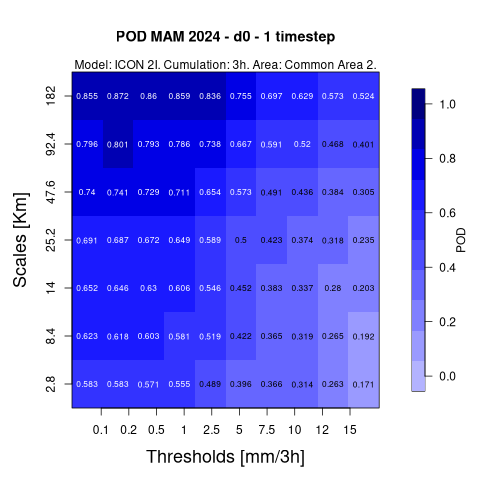 POD MAM 2024 - d0 - 1 timestep
Model: ICON 2I. Cumulation: 3h. Area: Common Area 2.
182 0.855 0.872 0.86 0.859 0.836 0.755 0.697 0.629 0.573 0.524
92.4 0.796 0.801 0.793 0.786 0.738 0.667 0.591 0.52 0.468 0.401
47.6 0.74 0.741 0.729 0.711 0.654 0.573 0.491 0.436 0.384 0.305
25.2 0.691 0.687 0.672 0.649 0.589 0.5 0.423 0.374 0.318 0.235
14 0.652 0.646 0.63 0.606 0.546 0.452 0.383 0.337 0.28 0.203
8.4 0.623 0.618 0.603 0.581 0.519 0.422 0.365 0.319 0.265 0.192
2.8 0.583 0.583 0.571 0.555 0.489 0.396 0.366 0.314 0.263 0.171
0.1 0.2 0.5 1 2.5 5 7.5 10 12 15
Thresholds [mm/3h]
Scales [Km]
1.0
0.8
0.6
0.4
0.2
0.0
POD